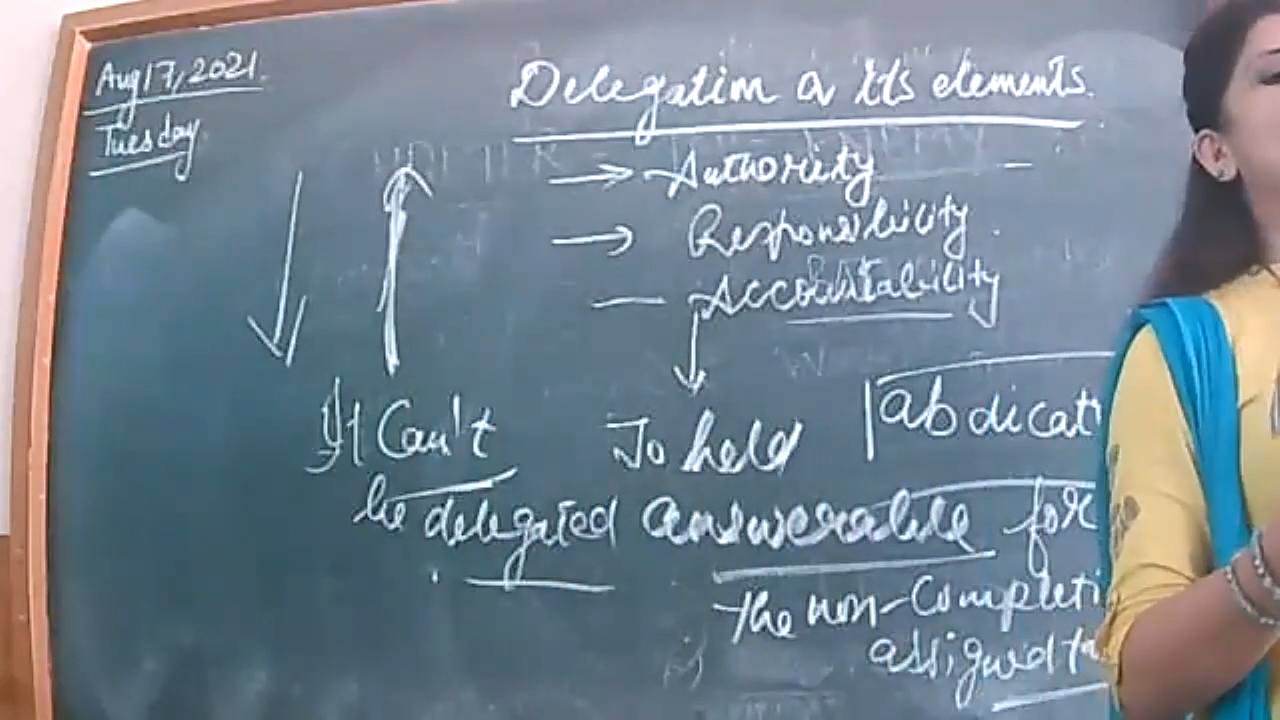 Aug 17, 2021.
Tuesday
Delegation & its elements.
→ Authority -
→ Responsibility.
— Accountability
It Can't
be delegated
To held
answerable for
the non-Completi
assigned ta
abdicati